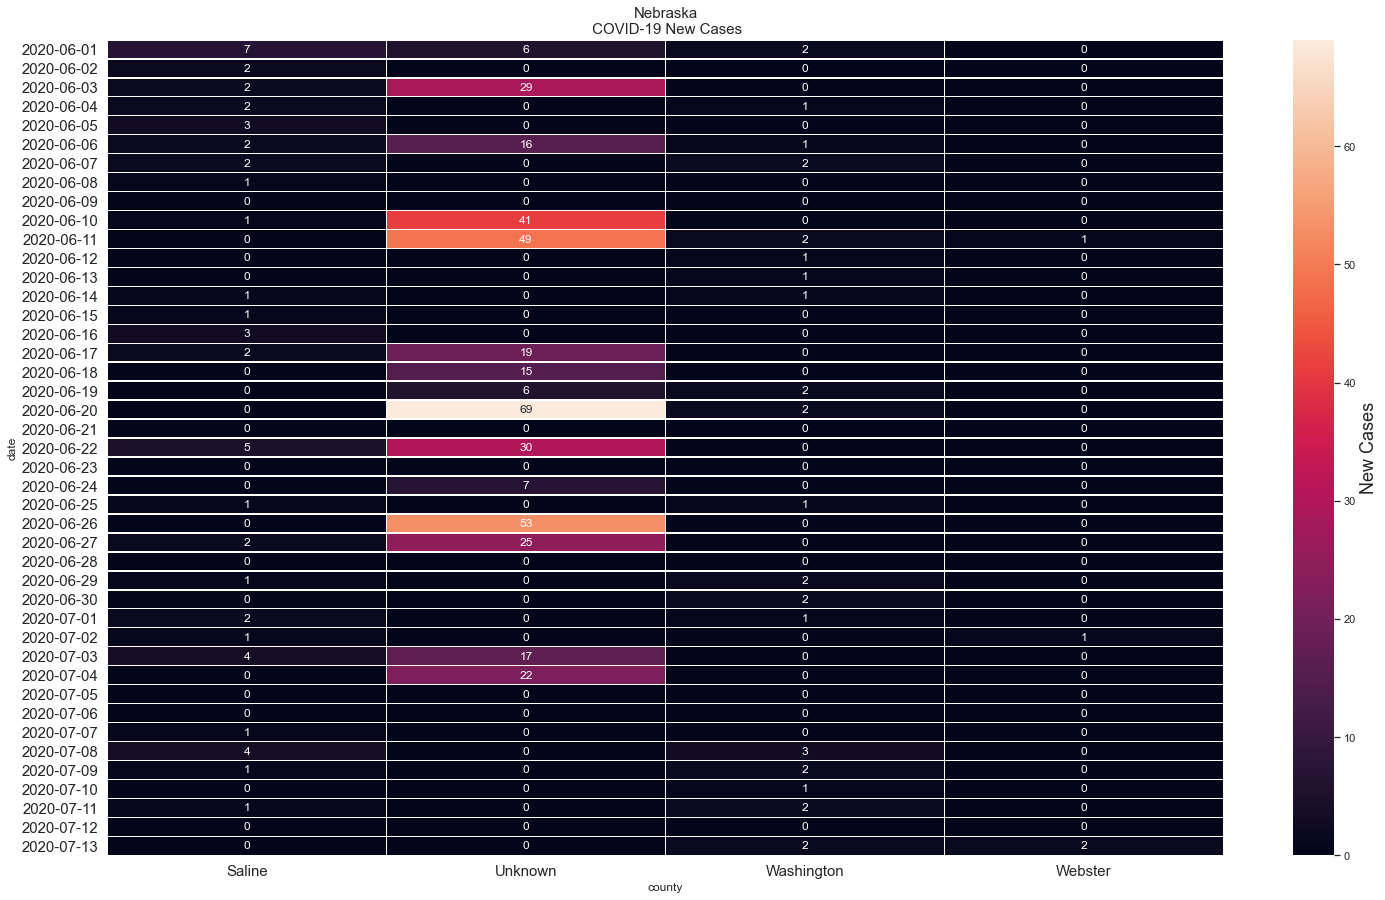 Nebraska
COVID-19 New Cases
2020-06-01 7 6 2 0
2020-06-02 2 0 0 0
2020-06-03 2 29 0 0
2020-06-04 2 0 1 0
2020-06-05 3 0 0 0
2020-06-06 2 16 1 0
2020-06-07 2 0 2 0
2020-06-08 1 0 0 0
2020-06-09 0 0 0 0
2020-06-10 1 41 0 0
2020-06-11 0 49 2 1
2020-06-12 0 0 1 0
2020-06-13 0 0 1 0
2020-06-14 1 0 1 0
2020-06-15 1 0 0 0
2020-06-16 3 0 0 0
2020-06-17 2 19 0 0
2020-06-18 0 15 0 0
2020-06-19 0 6 2 0
2020-06-20 0 69 2 0
2020-06-21 0 0 0 0
2020-06-22 5 30 0 0
2020-06-23 0 0 0 0
2020-06-24 0 7 0 0
2020-06-25 1 0 1 0
2020-06-26 0 53 0 0
2020-06-27 2 25 0 0
2020-06-28 0 0 0 0
2020-06-29 1 0 2 0
2020-06-30 0 0 2 0
2020-07-01 2 0 1 0
2020-07-02 1 0 0 1
2020-07-03 4 17 0 0
2020-07-04 0 22 0 0
2020-07-05 0 0 0 0
2020-07-06 0 0 0 0
2020-07-07 1 0 0 0
2020-07-08 4 0 3 0
2020-07-09 1 0 2 0
2020-07-10 0 0 1 0
2020-07-11 1 0 2 0
2020-07-12 0 0 0 0
2020-07-13 0 0 2 2
Saline Unknown Washington Webster
county
date
60
50
40
30
20
10
0
New Cases